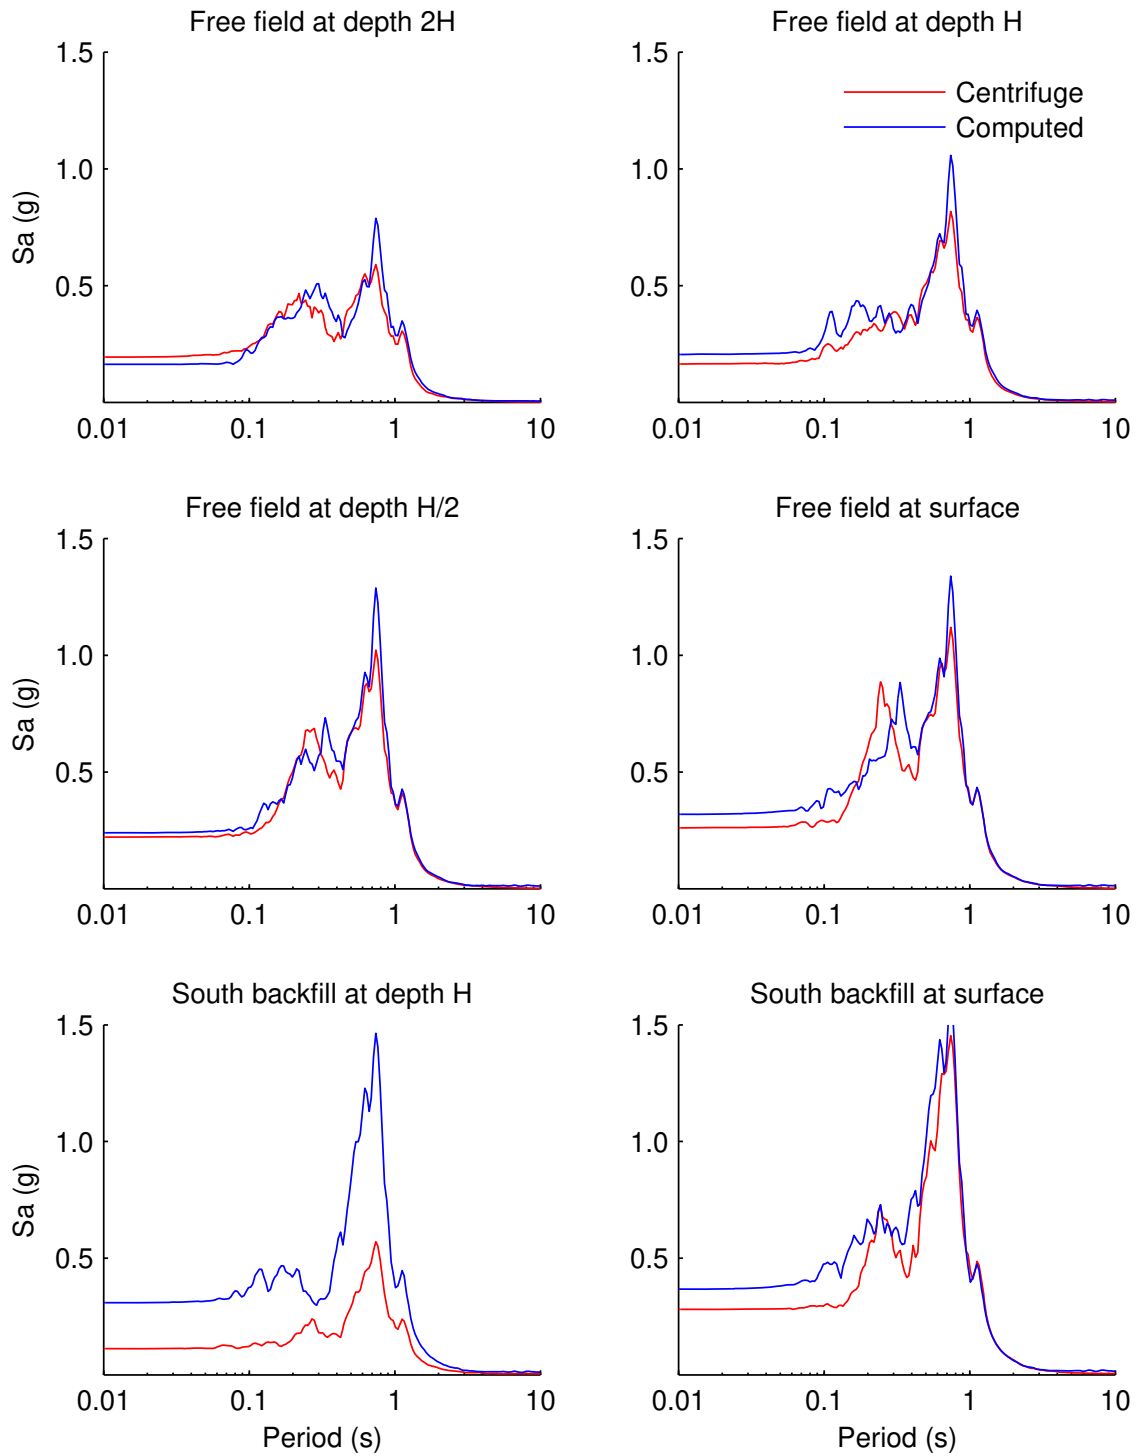 Free field at depth 2H
Free field at depth H
1.5
1.0
0.5
Sa (g)
0.01 0.1 1 10
1.5
1.0
0.5
Centrifuge
Computed
0.01 0.1 1 10
Free field at depth H/2
Free field at surface
1.5
1.0
0.5
Sa (g)
0.01 0.1 1 10
1.5
1.0
0.5
0.01 0.1 1 10
South backfill at depth H
South backfill at surface
1.5
1.0
0.5
Sa (g)
0.01 0.1 1 10
Period (s)
1.5
1.0
0.5
0.01 0.1 1 10
Period (s)